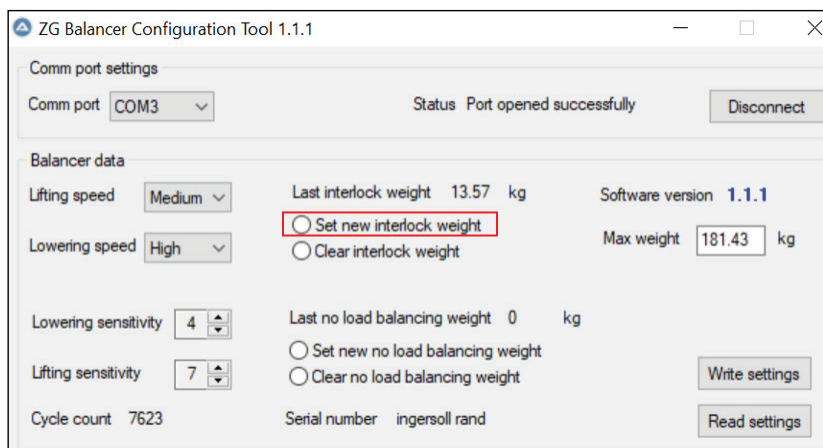 ZG Balancer Configuration Tool 1.1.1
Comm port settings
Comm port COM3 Status Port opened successfully Disconnect
Balancer data
Lifting speed Medium Last interlock weight 13.57 kg Software version 1.1.1
Set new interlock weight
Lowering speed High Clear interlock weight Max weight 181.43 kg
Lowering sensitivity 4 Last no load balancing weight 0 kg
Set new no load balancing weight
Lifting sensitivity 7 Clear no load balancing weight Write settings
Cycle count 7623 Serial number ingersoll rand Read settings